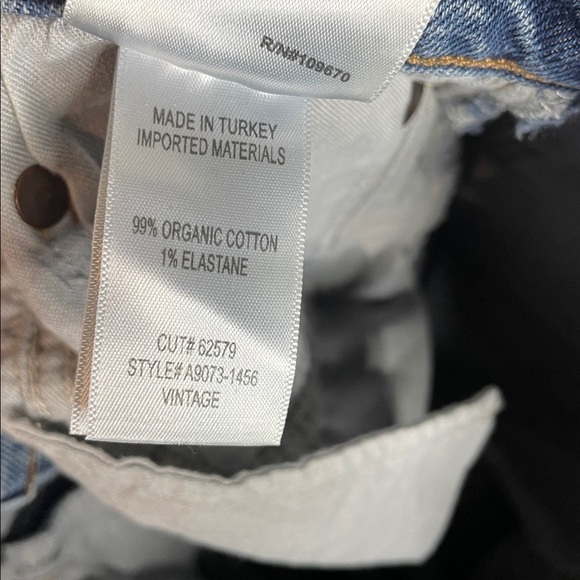 R/N#109670
MADE IN TURKEY
IMPORTED MATERIALS
99% ORGANIC COTTON
1% ELASTANE
CUT# 62579
STYLE# A9073-1456
VINTAGE